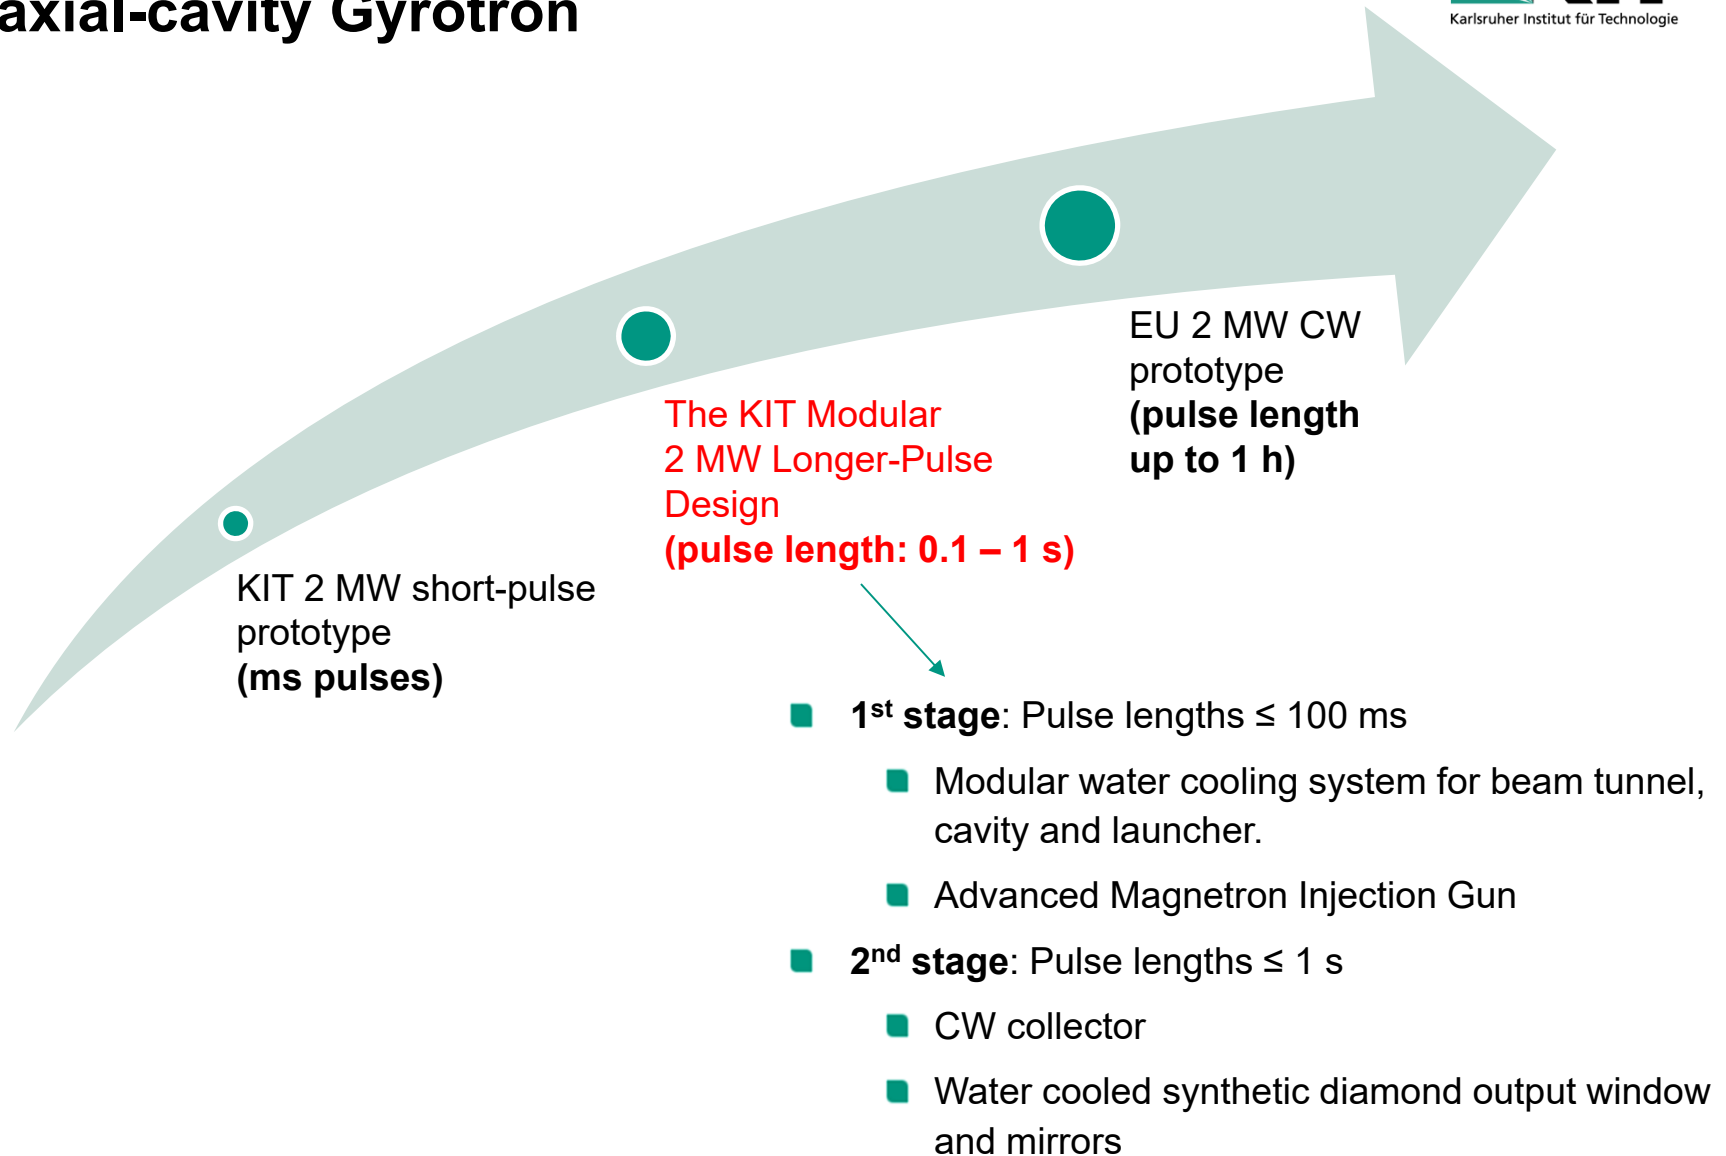 axial-cavity Gyrotron
Karlsruher Institut für Technologie
EU 2 MW CW
prototype
(pulse length
up to 1 h)
The KIT Modular
2 MW Longer-Pulse
Design
(pulse length: 0.1 – 1 s)
KIT 2 MW short-pulse
prototype
(ms pulses)
1st stage: Pulse lengths ≤ 100 ms
Modular water cooling system for beam tunnel,
cavity and launcher.
Advanced Magnetron Injection Gun
2nd stage: Pulse lengths ≤ 1 s
CW collector
Water cooled synthetic diamond output window
and mirrors